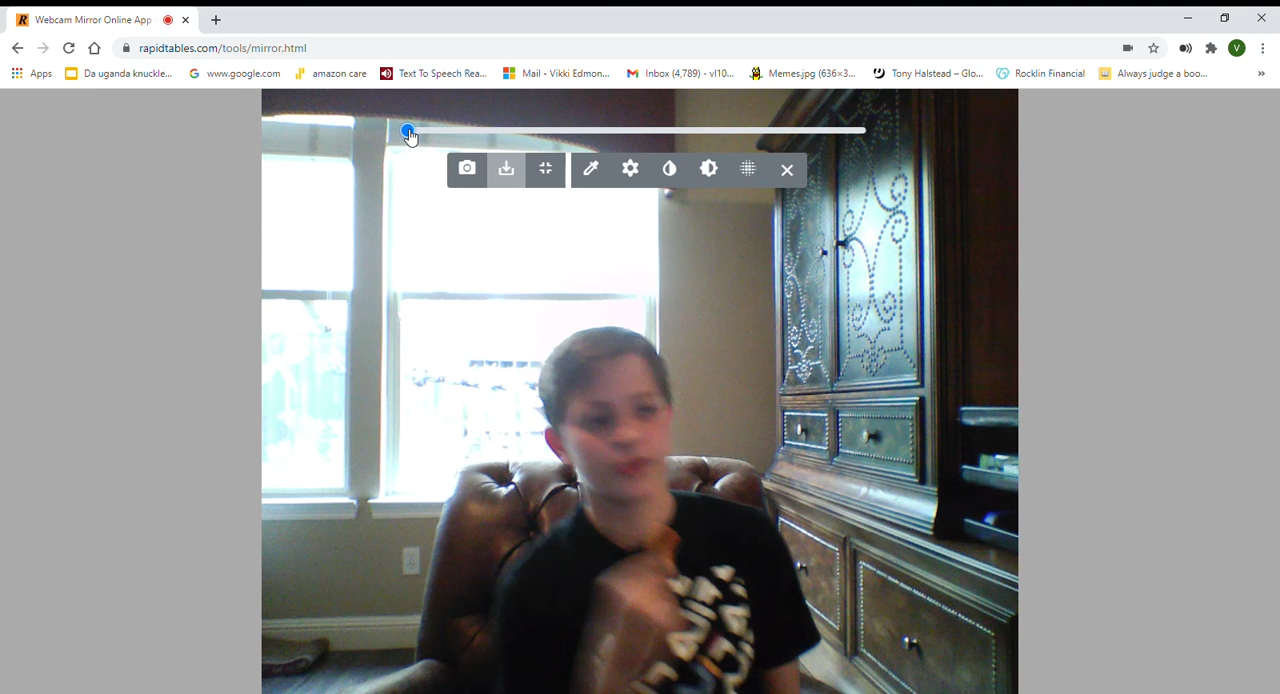 Webcam Mirror Online App
rapidtables.com/tools/mirror.html
V
Apps
Da uganda knuckle...
www.google.com
amazon care
Text To Speech Rea...
Mail - Vikki Edmon...
Inbox (4,789) - vl10...
Memes.jpg (636×3...
Tony Halstead – Glo...
Rocklin Financial
Always judge a boo...
»